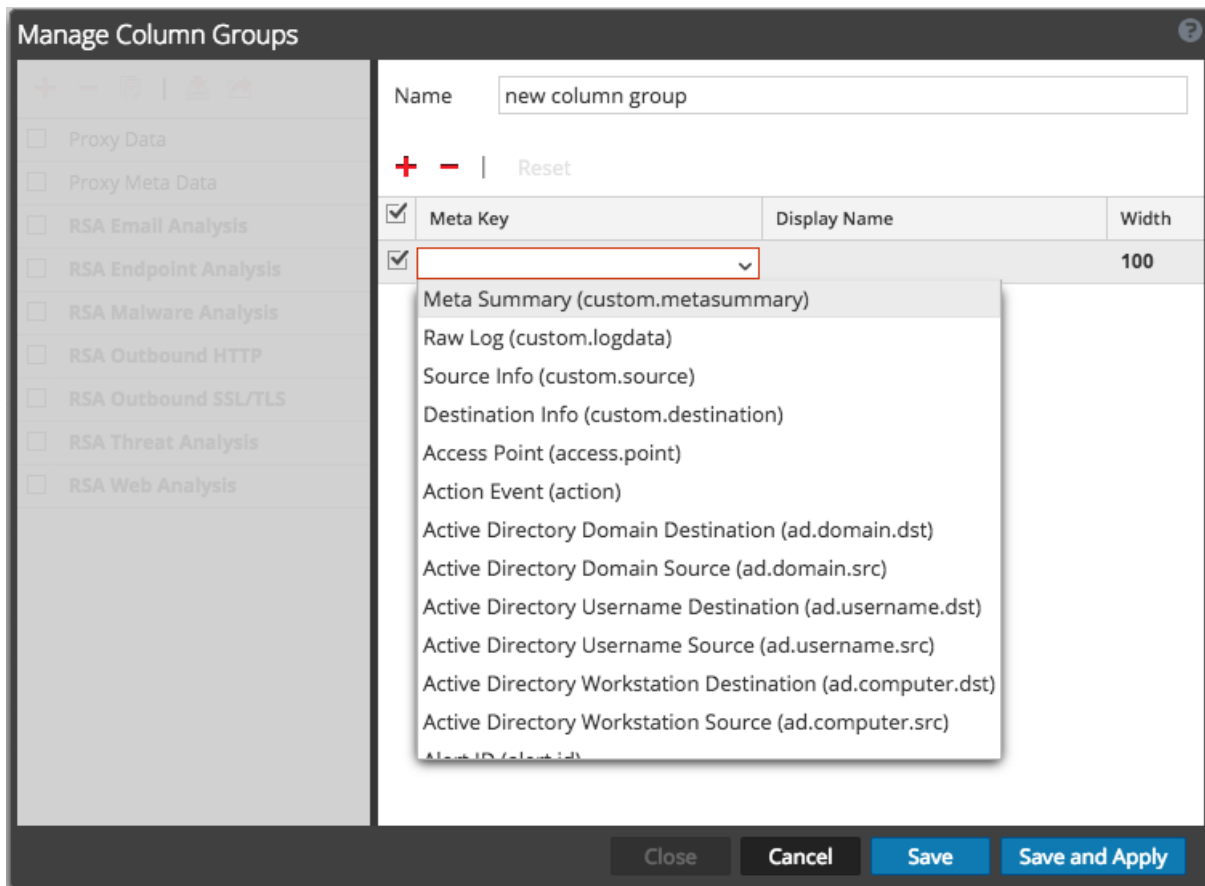 Manage Column Groups
Proxy Data
Proxy Meta Data
RSA Email Analysis
RSA Endpoint Analysis
RSA Malware Analysis
RSA Outbound HTTP
RSA Outbound SSL/TLS
RSA Threat Analysis
RSA Web Analysis
Name new column group
Reset
Meta Key Display Name Width
100
Meta Summary (custom.metasummary)
Raw Log (custom.logdata)
Source Info (custom.source)
Destination Info (custom.destination)
Access Point (access.point)
Action Event (action)
Active Directory Domain Destination (ad.domain.dst)
Active Directory Domain Source (ad.domain.src)
Active Directory Username Destination (ad.username.dst)
Active Directory Username Source (ad.username.src)
Active Directory Workstation Destination (ad.computer.dst)
Active Directory Workstation Source (ad.computer.src)
Alert ID (alert.id)
Close Cancel Save Save and Apply